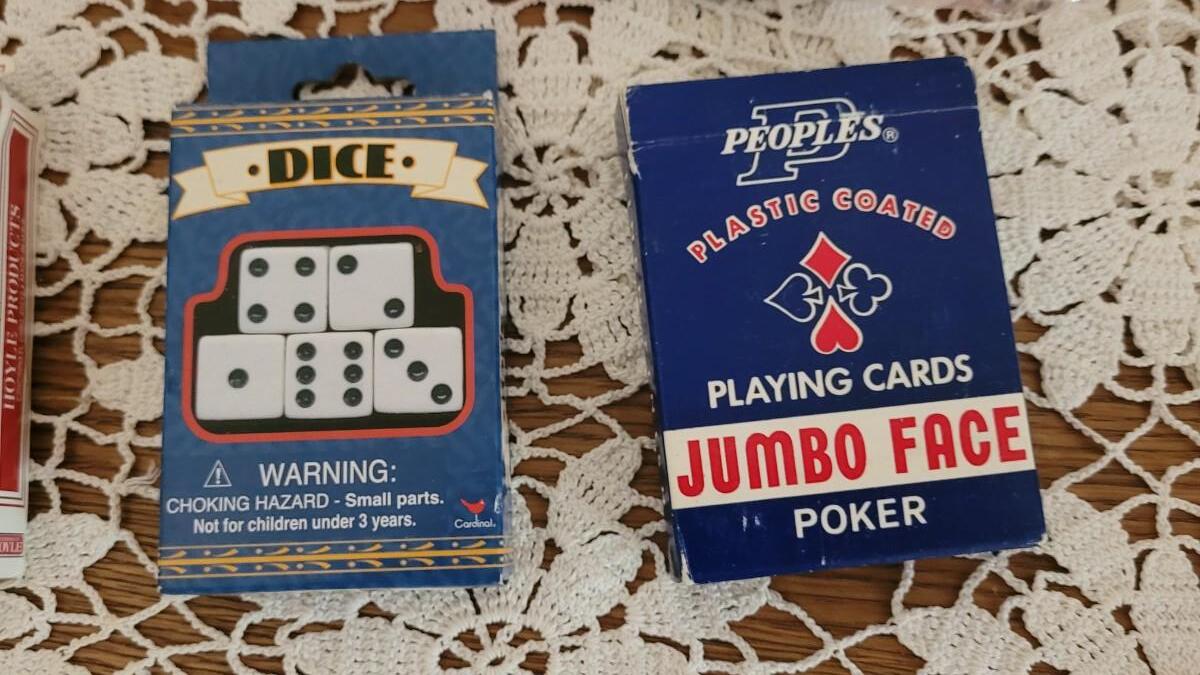 HOYLE PRODUCTS
HOYLE
·DICE·
WARNING:
CHOKING HAZARD - Small parts.
Not for children under 3 years.
Cardinal®
P
PEOPLES®
PLASTIC COATED
PLAYING CARDS
JUMBO FACE
POKER